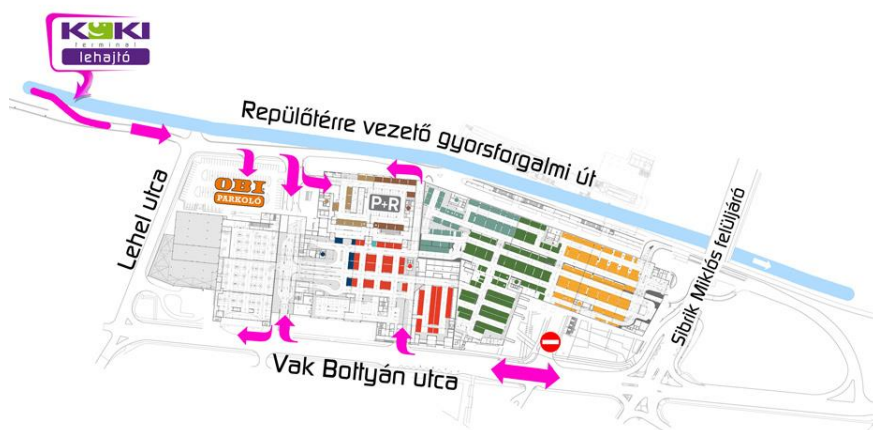 KÖKI
terminal
lehajtó
Repülőtérre vezető gyorsforgalmi út
Lehel utca
OBI
PARKOLÓ
P+R
Sibrik Miklós felüljáró
Vak Bottyán utca